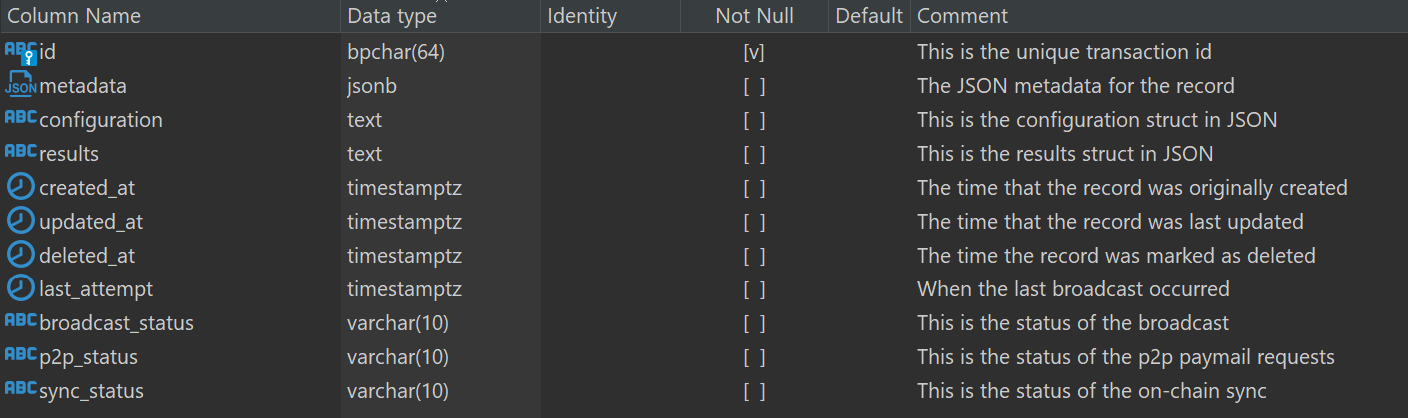 Column Name Data type Identity Not Null Default Comment
ABC id bpchar(64) [v] This is the unique transaction id
JSON metadata jsonb [ ] The JSON metadata for the record
ABC configuration text [ ] This is the configuration struct in JSON
ABC results text [ ] This is the results struct in JSON
created_at timestamptz [ ] The time that the record was originally created
updated_at timestamptz [ ] The time that the record was last updated
deleted_at timestamptz [ ] The time the record was marked as deleted
last_attempt timestamptz [ ] When the last broadcast occurred
ABC broadcast_status varchar(10) [ ] This is the status of the broadcast
ABC p2p_status varchar(10) [ ] This is the status of the p2p paymail requests
ABC sync_status varchar(10) [ ] This is the status of the on-chain sync